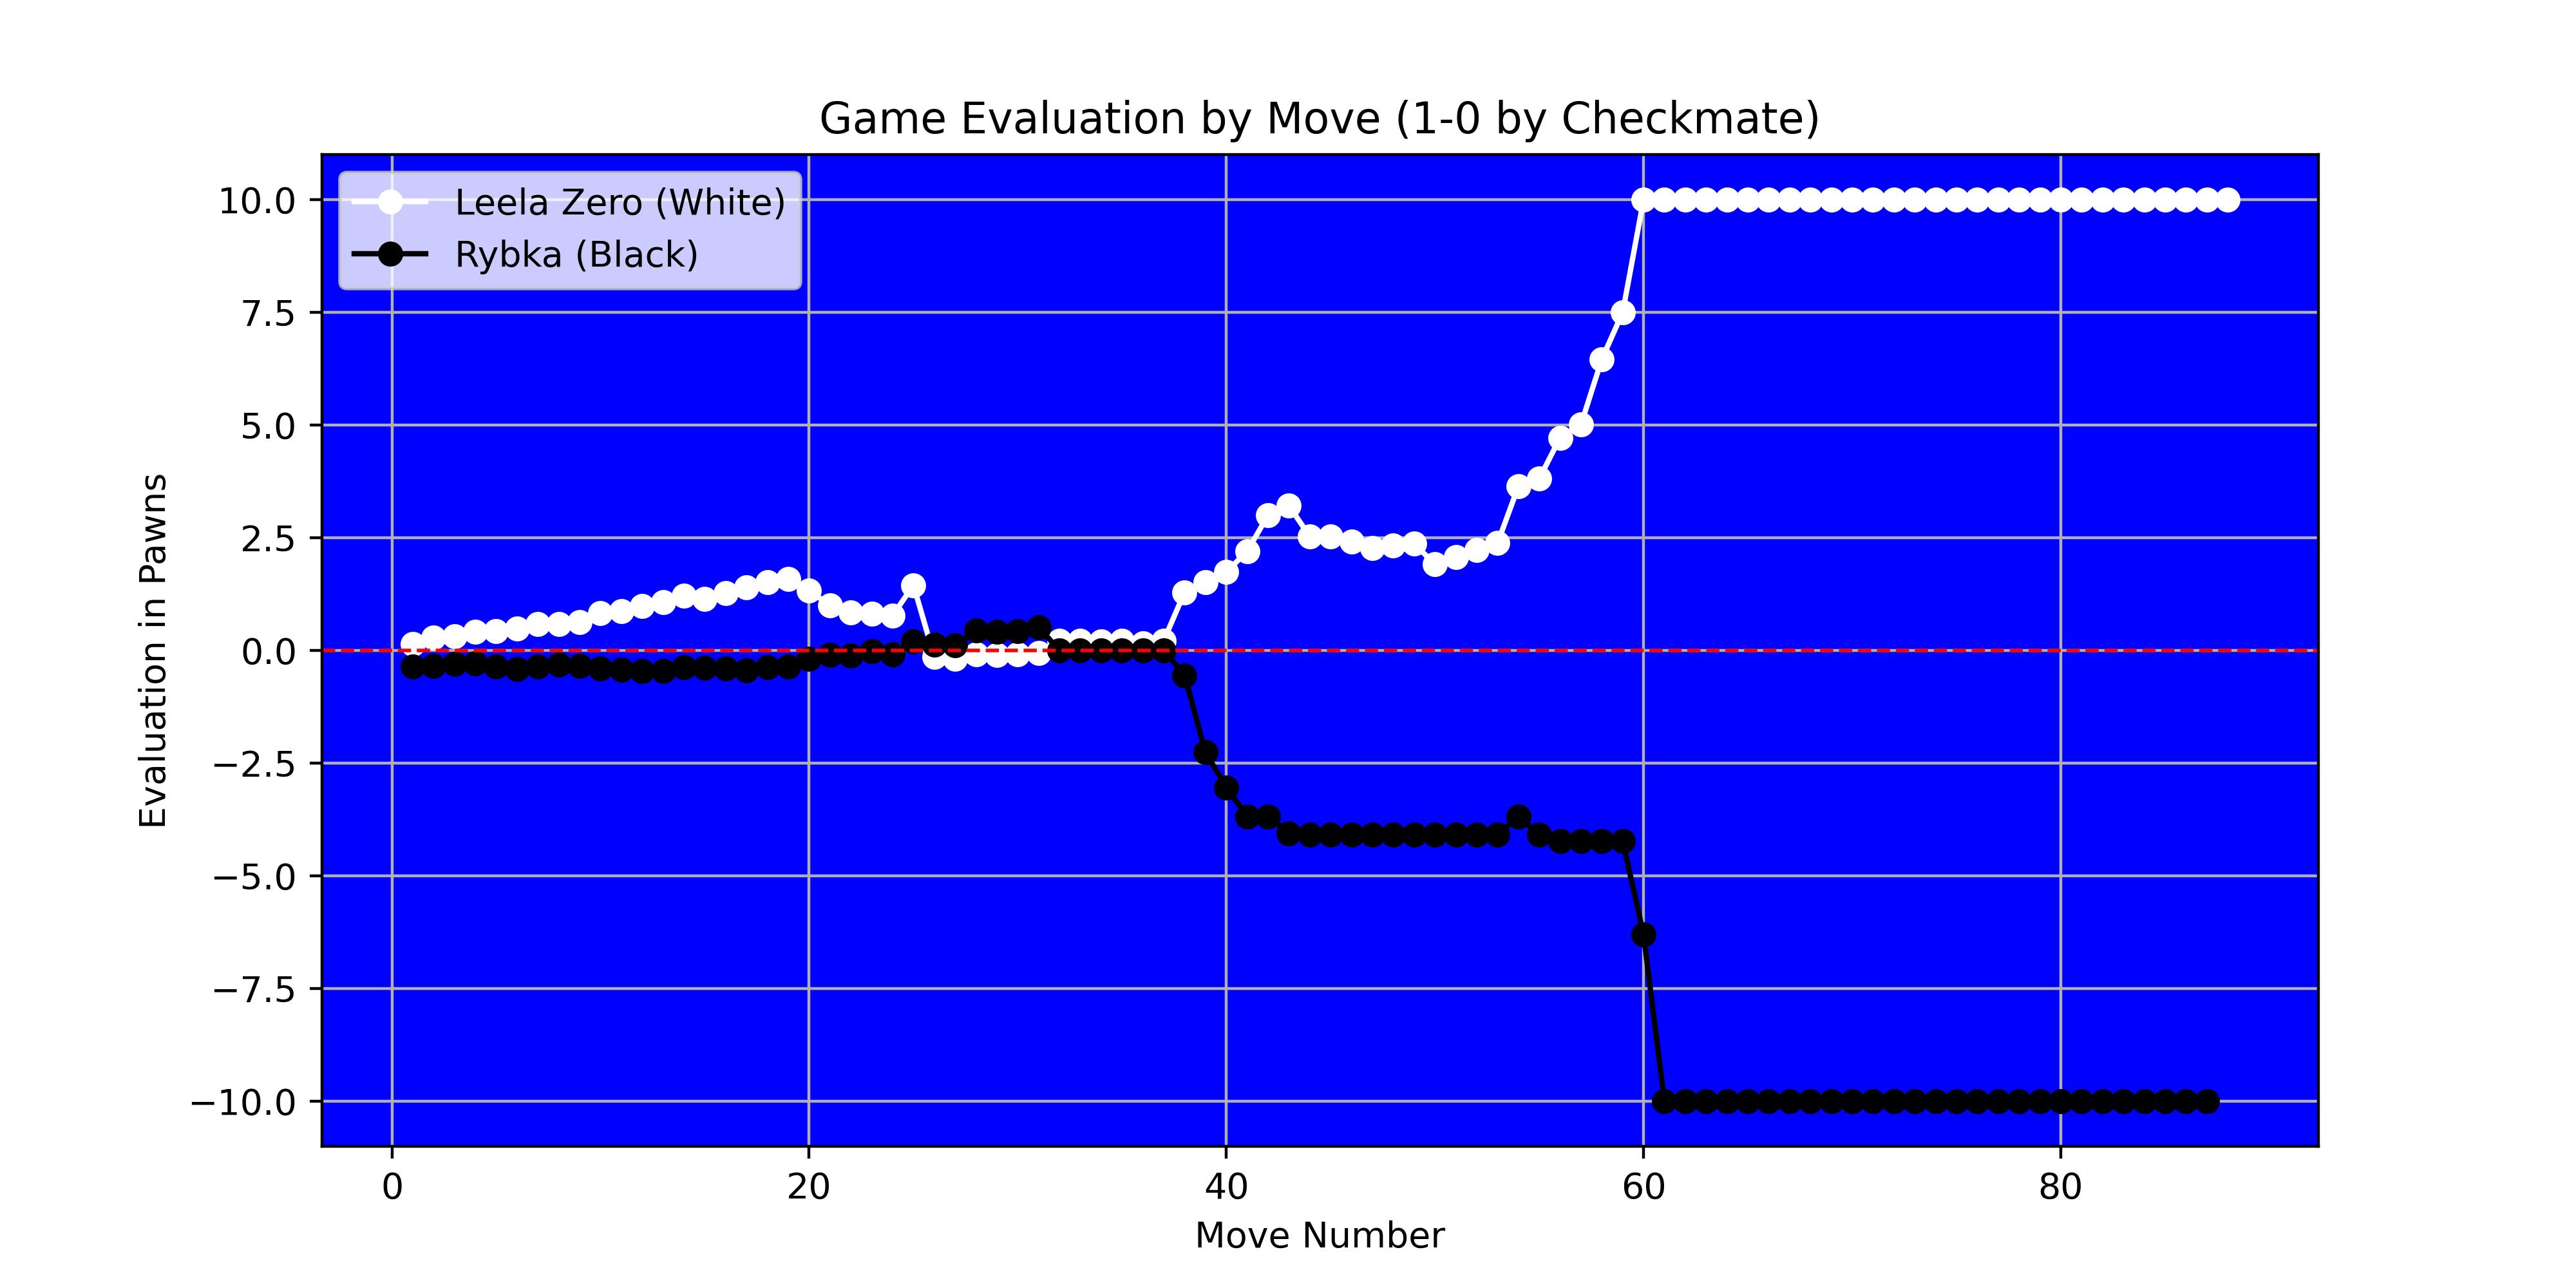 Game Evaluation by Move (1-0 by Checkmate)
Leela Zero (White)
Rybka (Black)
Evaluation in Pawns
10.0
7.5
5.0
2.5
0.0
−2.5
−5.0
−7.5
−10.0
0 20 40 60 80
Move Number